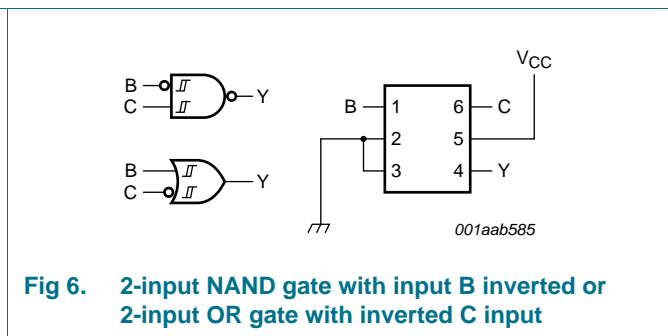 B
C
Y
B
C
Y
V_CC
B 1 6 C
2 5
3 4 Y
001aab585
Fig 6. 2-input NAND gate with input B inverted or
2-input OR gate with inverted C input